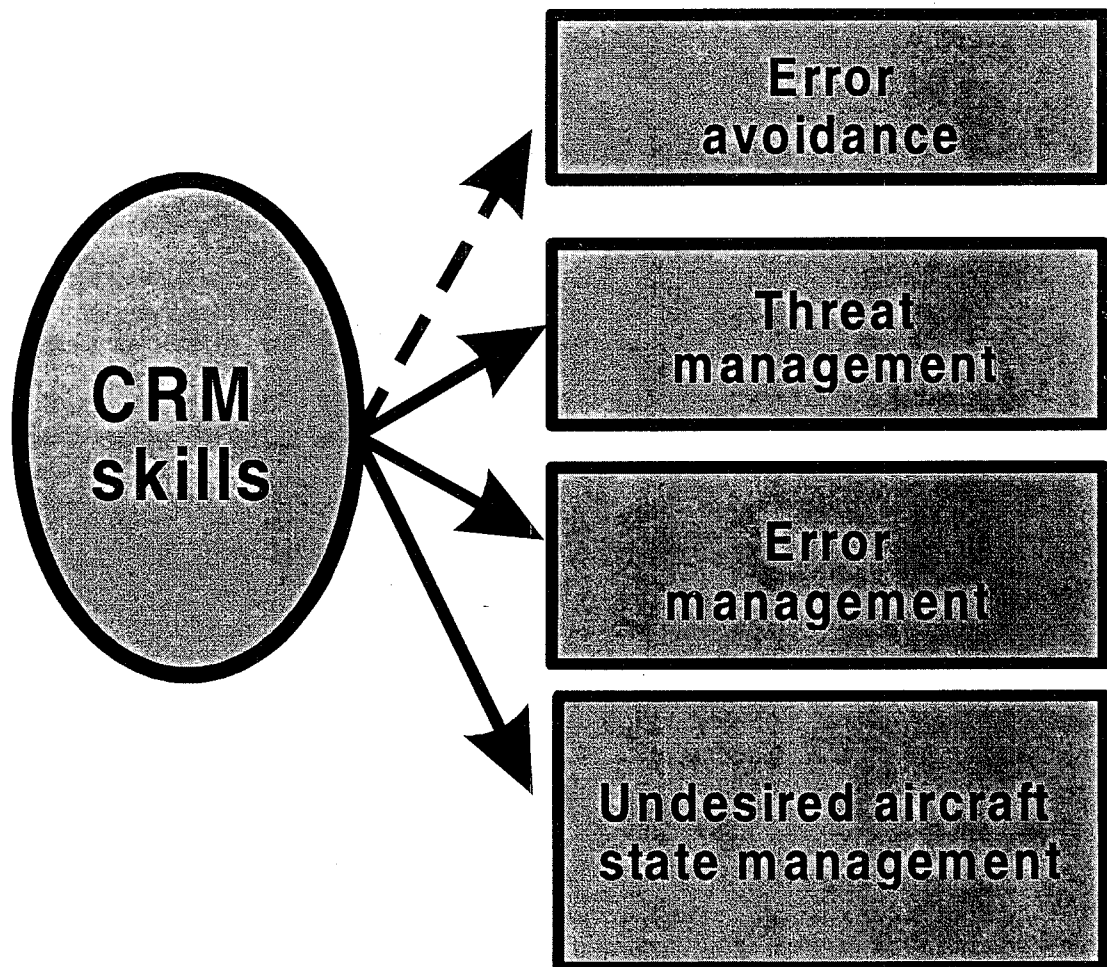 Error
avoidance
Threat
management
CRM
skills
Error
management
Undesired aircraft
state management